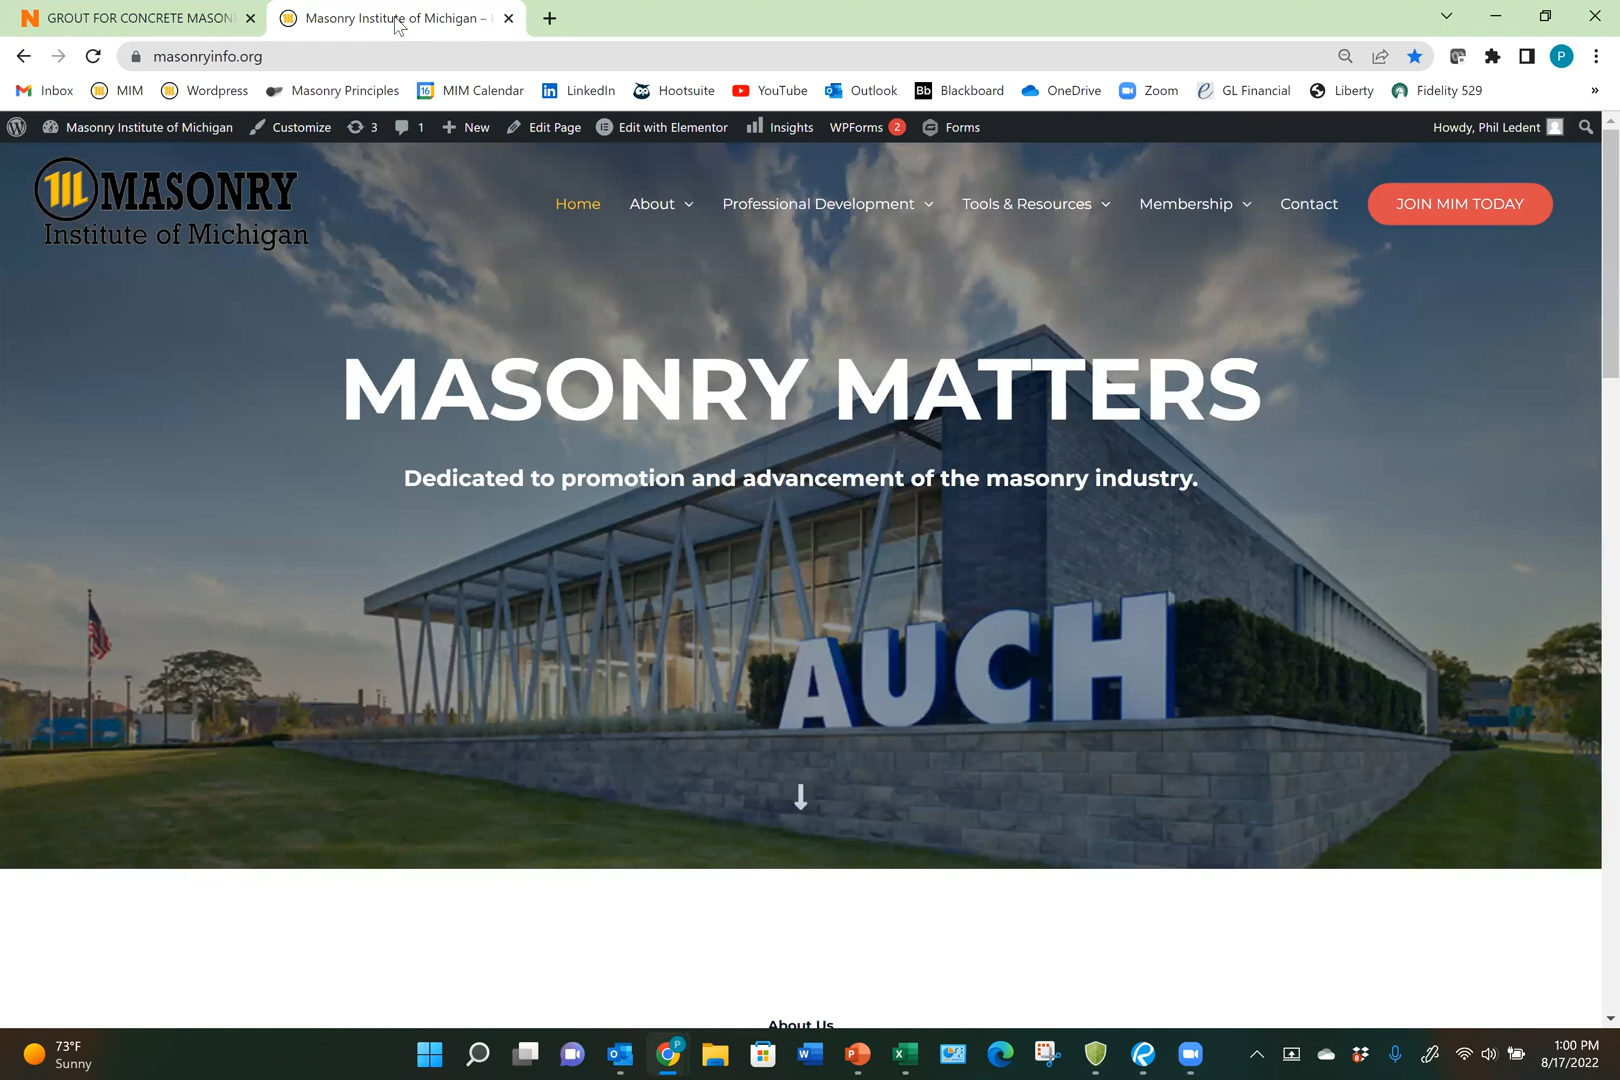 GROUT FOR CONCRETE MASON
Masonry Institute of Michigan –
masonryinfo.org
P
Inbox
MIM
Wordpress
Masonry Principles
16
MIM Calendar
LinkedIn
Hootsuite
YouTube
Outlook
Bb
Blackboard
OneDrive
Zoom
GL Financial
Liberty
Fidelity 529
»
Masonry Institute of Michigan
Customize
3
1
New
Edit Page
Edit with Elementor
Insights
WPForms 2
Forms
Howdy, Phil Ledent
MASONRY
Institute of Michigan
Home
About
Professional Development
Tools & Resources
Membership
Contact
JOIN MIM TODAY
MASONRY MATTERS
Dedicated to promotion and advancement of the masonry industry.
AUCH
About Us
73°F
Sunny
1:00 PM
8/17/2022